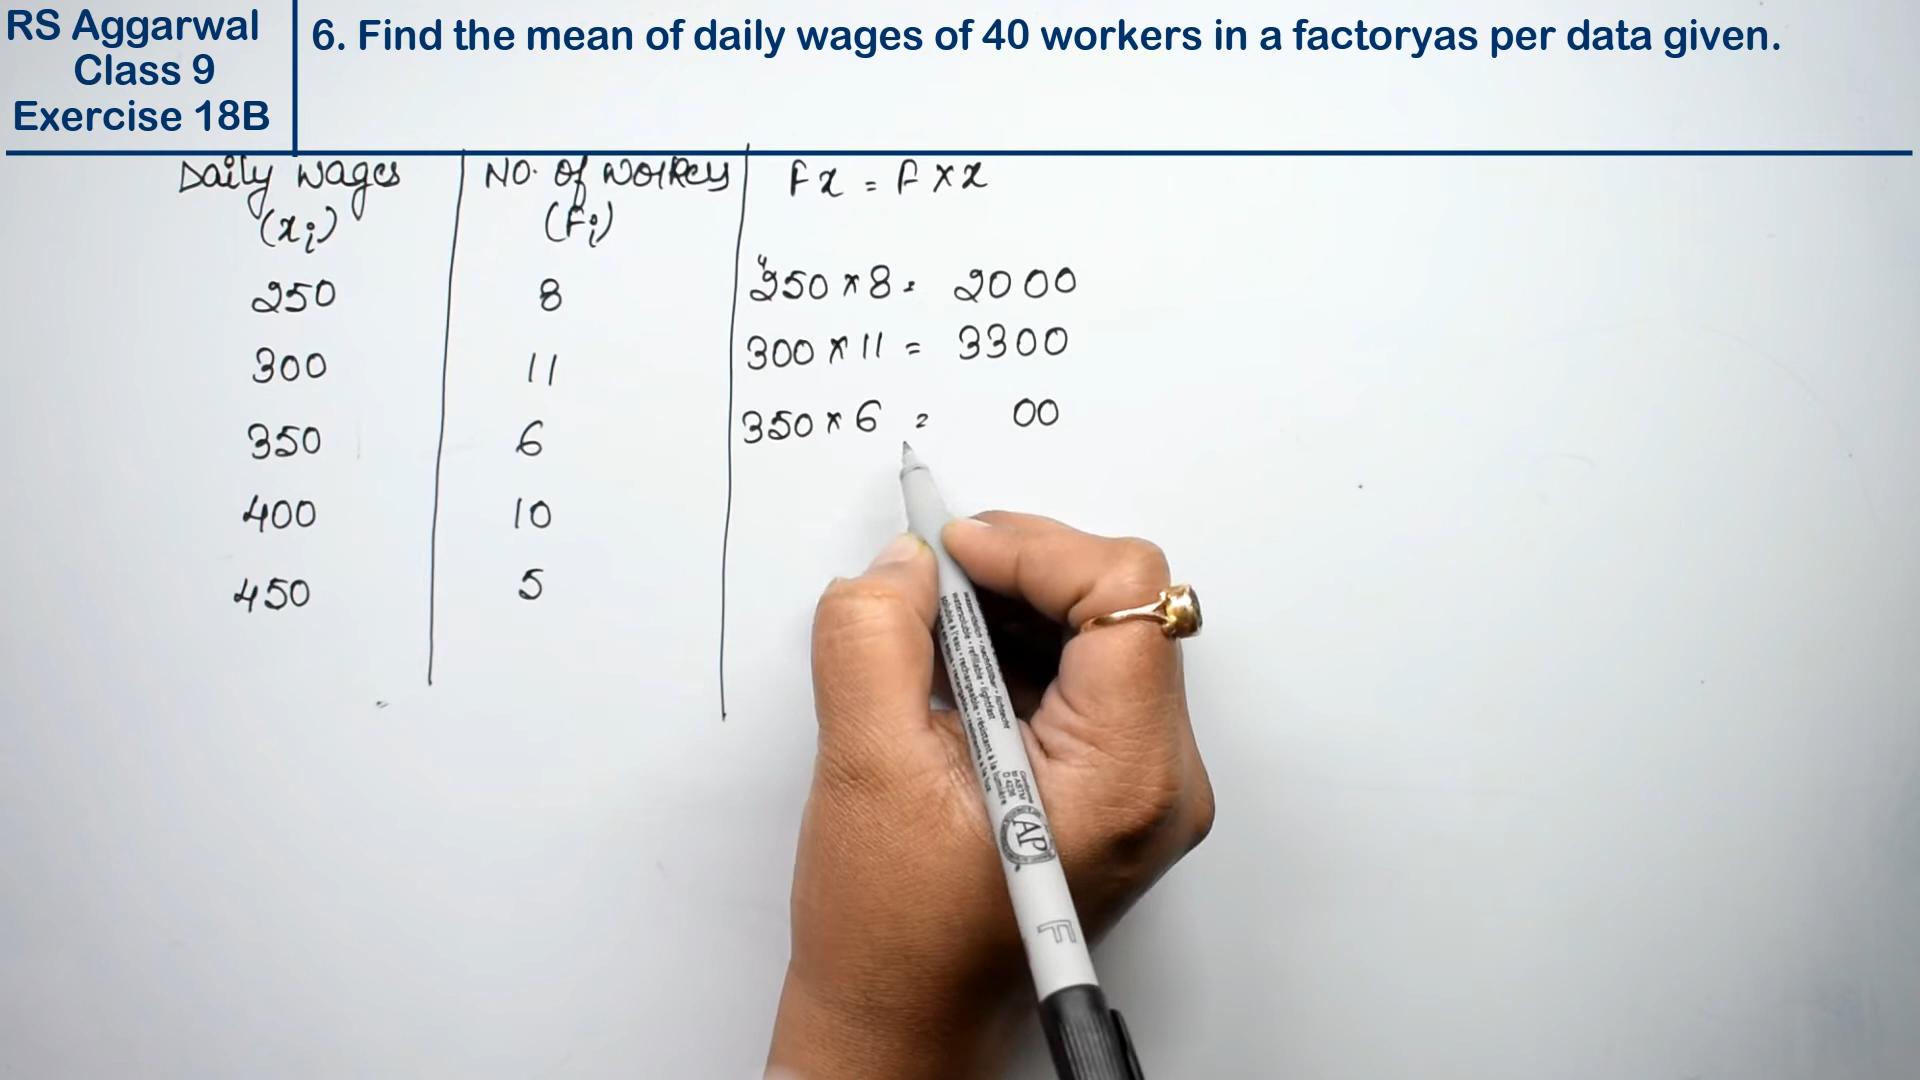 RS Aggarwal
Class 9
Exercise 18B
6. Find the mean of daily wages of 40 workers in a factoryas per data given.
Daily Wages | No. of Workers | Fx = F × x
(xi) | (Fi)
250 | 8 | 250 × 8 = 2000
4
300 | 11 | 300 × 11 = 3300
350 | 6 | 350 × 6 = 00
400 | 10
450 | 5
AP
F